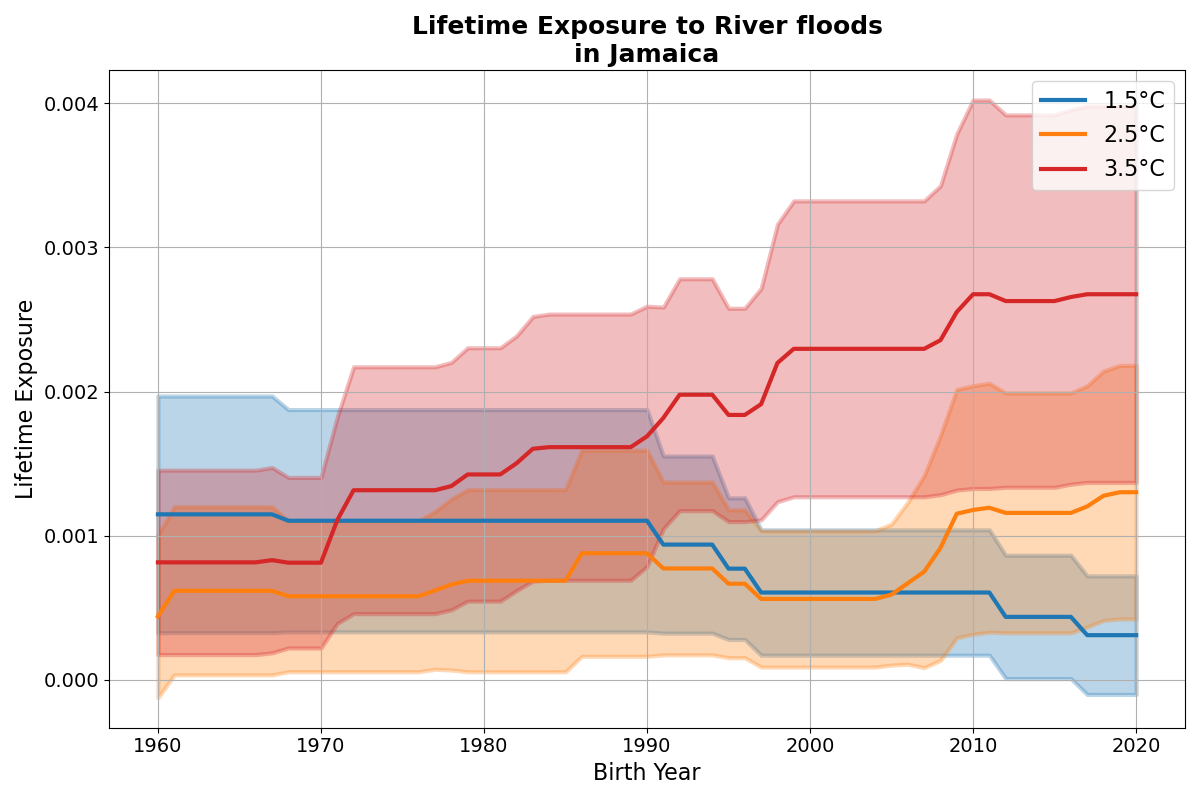 Lifetime Exposure to River floods
in Jamaica
1.5°C
2.5°C
3.5°C
Lifetime Exposure
0.004
0.003
0.002
0.001
0.000
1960 1970 1980 1990 2000 2010 2020
Birth Year